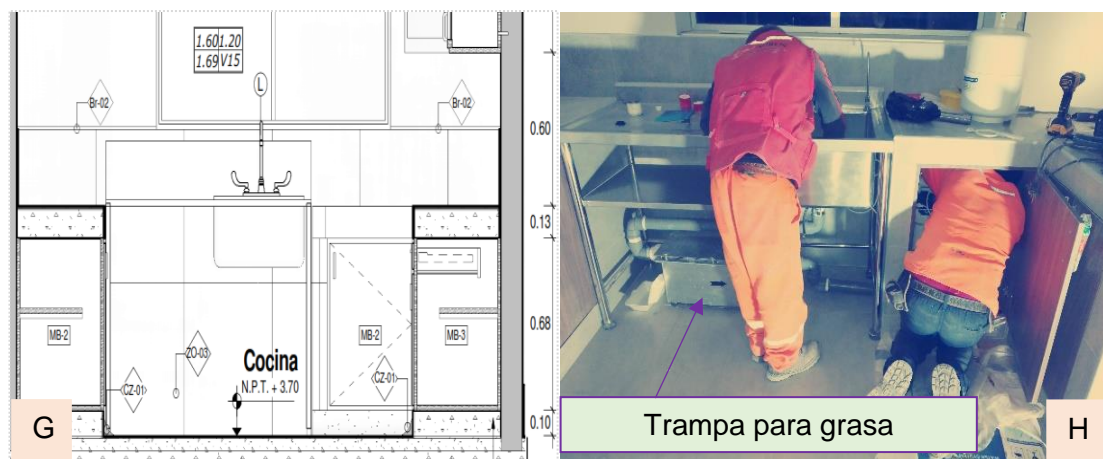 1.60 1.20
1.69 V15
L
Br-02
Br-02
0.60
0.13
0.68
0.10
MB-2
ZO-03
CZ-01
Cocina
N.P.T. + 3.70
MB-2
CZ-01
MB-3
G
Trampa para grasa
H